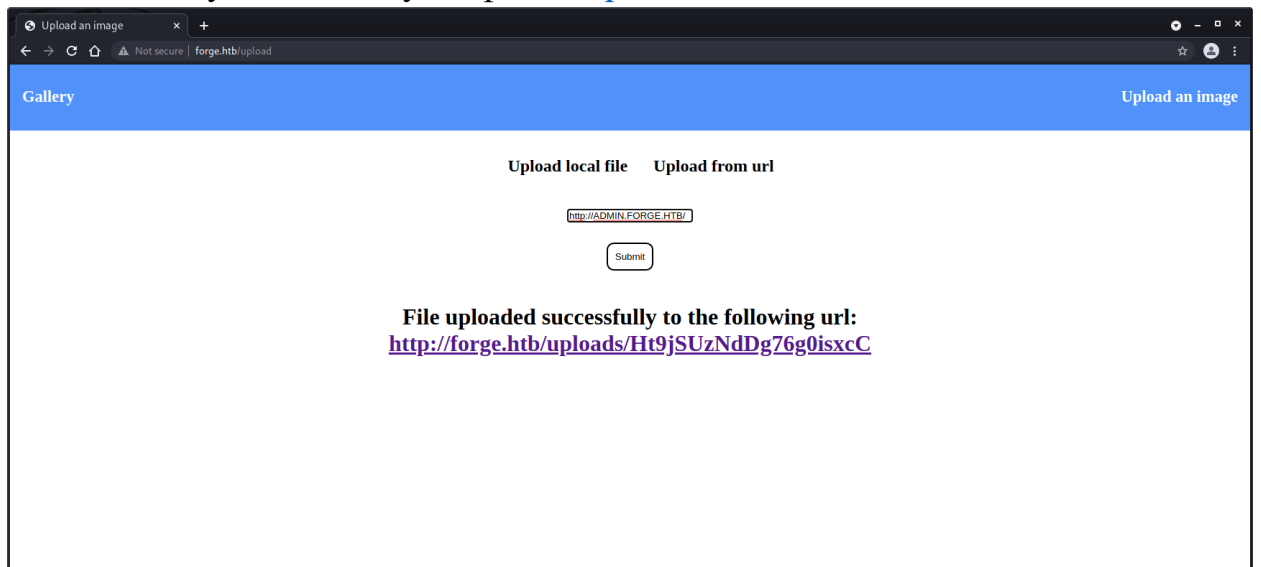 Upload an image
Not secure | forge.htb/upload
Gallery
Upload an image
Upload local file Upload from url
http://ADMIN.FORGE.HTB/
Submit
File uploaded successfully to the following url:
http://forge.htb/uploads/Ht9jSUzNdDg76g0isxcC